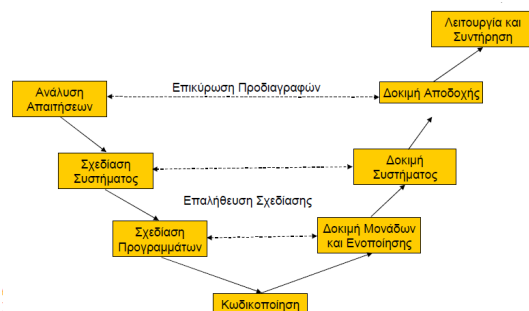 Λειτουργία και
Συντήρηση
Ανάλυση
Απαιτήσεων
Επικύρωση Προδιαγραφών
Δοκιμή Αποδοχής
Σχεδίαση
Συστήματος
Δοκιμή
Συστήματος
Επαλήθευση Σχεδίασης
Σχεδίαση
Προγραμμάτων
Δοκιμή Μονάδων
και Ενοποίησης
Κωδικοποίηση